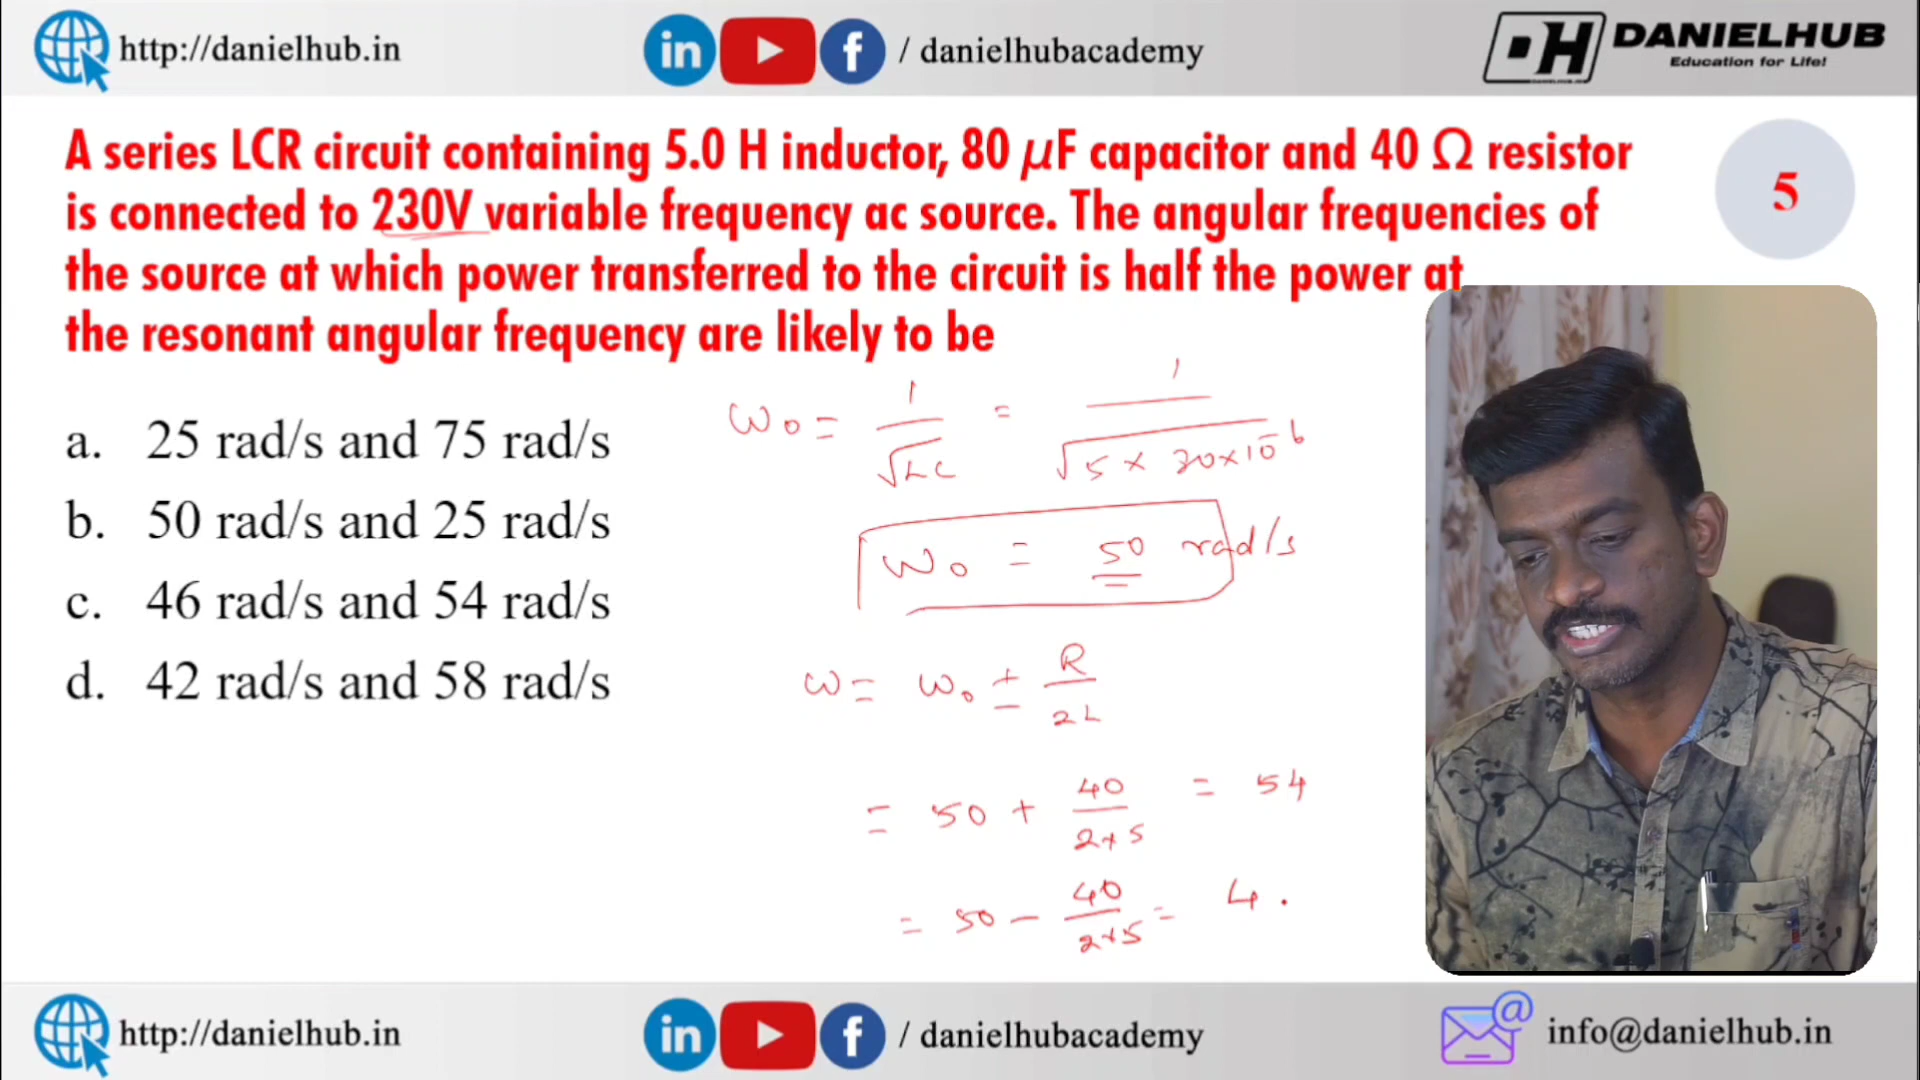 http://danielhub.in
in f / danielhubacademy
DH DANIELHUB
Education for Life!
A series LCR circuit containing 5.0 H inductor, 80 μF capacitor and 40 Ω resistor
is connected to 230V variable frequency ac source. The angular frequencies of
the source at which power transferred to the circuit is half the power at
the resonant angular frequency are likely to be
5
a. 25 rad/s and 75 rad/s
b. 50 rad/s and 25 rad/s
c. 46 rad/s and 54 rad/s
d. 42 rad/s and 58 rad/s
ω₀ = 1/√LC = 1/√5 × 80×10⁻⁶
ω₀ = 50 rad/s
ω = ω₀ ± R/2L
= 50 + 40/2×5 = 54
= 50 − 40/2×5 = 4
http://danielhub.in
in f / danielhubacademy
@ info@danielhub.in